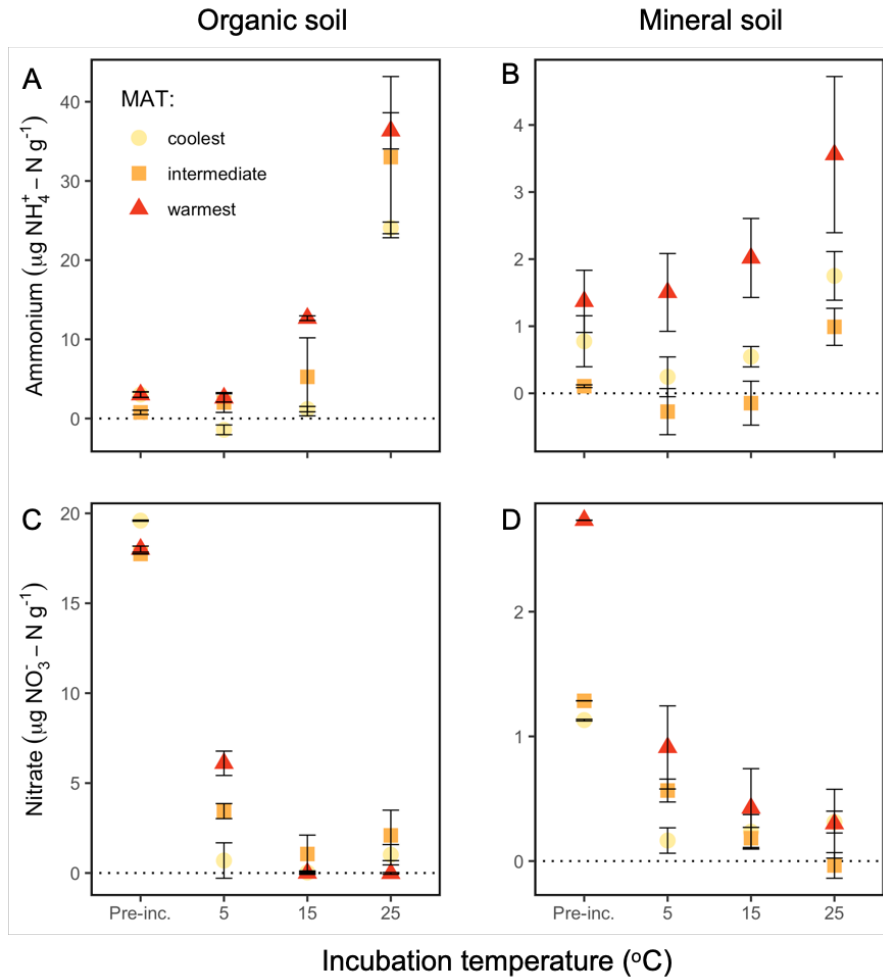 Organic soil
Mineral soil
A
MAT:
coolest
intermediate
warmest
Ammonium (μg NH₄⁺ – N g⁻¹)
40
30
20
10
0
B
4
3
2
1
0
C
Nitrate (μg NO₃⁻ – N g⁻¹)
20
15
10
5
0
Pre-inc.
5
15
25
D
2
1
0
Pre-inc.
5
15
25
Incubation temperature (°C)